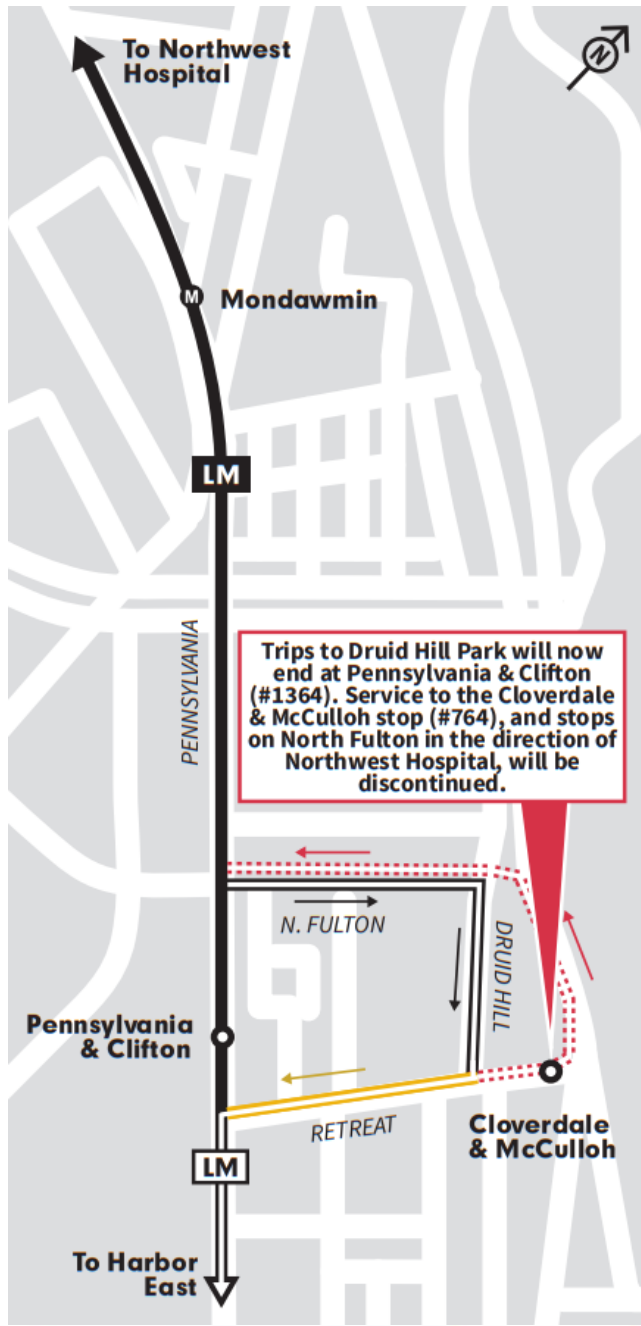 To Northwest
Hospital
N
M
Mondawmin
LM
PENNSYLVANIA
Trips to Druid Hill Park will now
end at Pennsylvania & Clifton
(#1364). Service to the Cloverdale
& McCulloh stop (#764), and stops
on North Fulton in the direction of
Northwest Hospital, will be
discontinued.
N. FULTON
DRUID HILL
Pennsylvania
& Clifton
RETREAT
Cloverdale
& McCulloh
LM
To Harbor
East